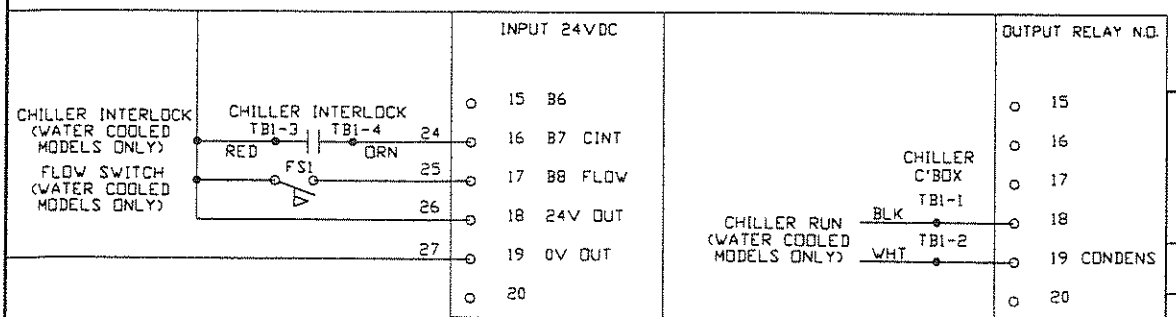 INPUT 24VDC
OUTPUT RELAY N.O.
15 B6
15
CHILLER INTERLOCK
(WATER COOLED
MODELS ONLY)
CHILLER INTERLOCK
TB1-3 TB1-4
RED ORN
24
16 B7 CINT
16
FLOW SWITCH
(WATER COOLED
MODELS ONLY)
FS1
25
17 B8 FLOW
CHILLER
C'BOX
17
26
18 24V OUT
CHILLER RUN
(WATER COOLED
MODELS ONLY)
BLK TB1-1
18
27
19 0V OUT
WHT TB1-2
19 CONDENS
20
20